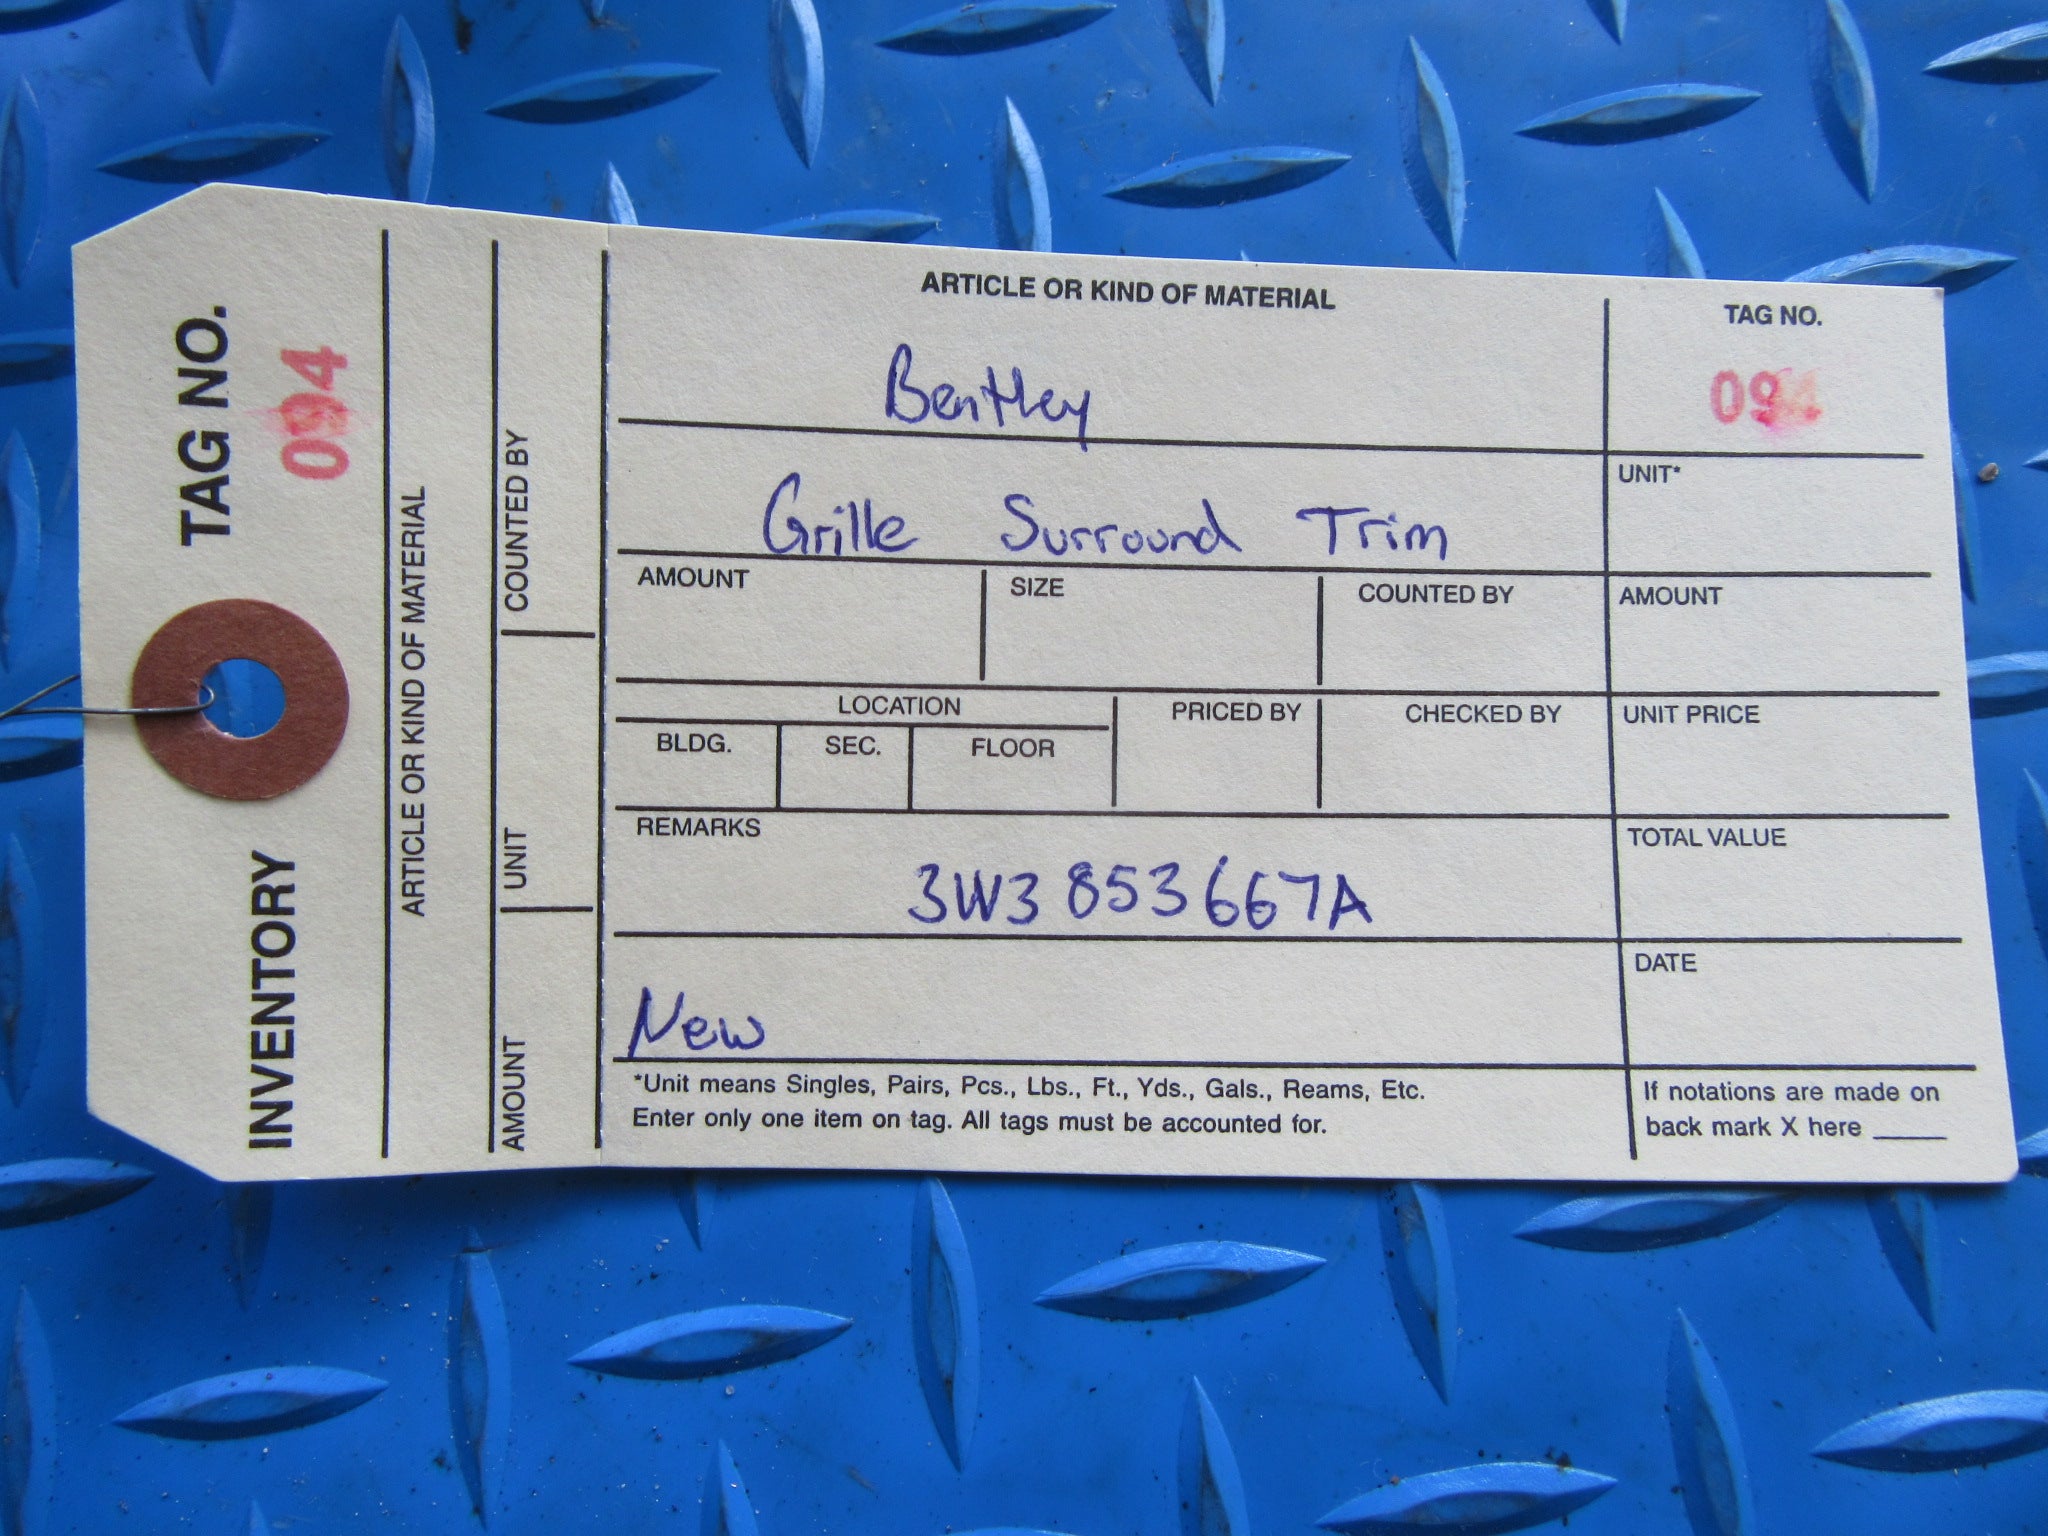 INVENTORY TAG NO.
094
ARTICLE OR KIND OF MATERIAL
AMOUNT UNIT COUNTED BY
ARTICLE OR KIND OF MATERIAL
Bentley
Grille Surround Trim
AMOUNT SIZE COUNTED BY
LOCATION PRICED BY CHECKED BY
BLDG. SEC. FLOOR
REMARKS
3W3 853 667A
New
*Unit means Singles, Pairs, Pcs., Lbs., Ft., Yds., Gals., Reams, Etc.
Enter only one item on tag. All tags must be accounted for.
TAG NO.
094
UNIT*
AMOUNT
UNIT PRICE
TOTAL VALUE
DATE
If notations are made on
back mark X here _____